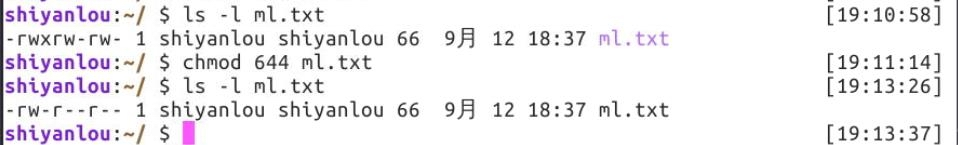 shiyanlou:~/ $ ls -l ml.txt [19:10:58]
-rwxrw-rw- 1 shiyanlou shiyanlou 66  9月 12 18:37 ml.txt
shiyanlou:~/ $ chmod 644 ml.txt [19:11:14]
shiyanlou:~/ $ ls -l ml.txt [19:13:26]
-rw-r--r-- 1 shiyanlou shiyanlou 66  9月 12 18:37 ml.txt
shiyanlou:~/ $ [19:13:37]